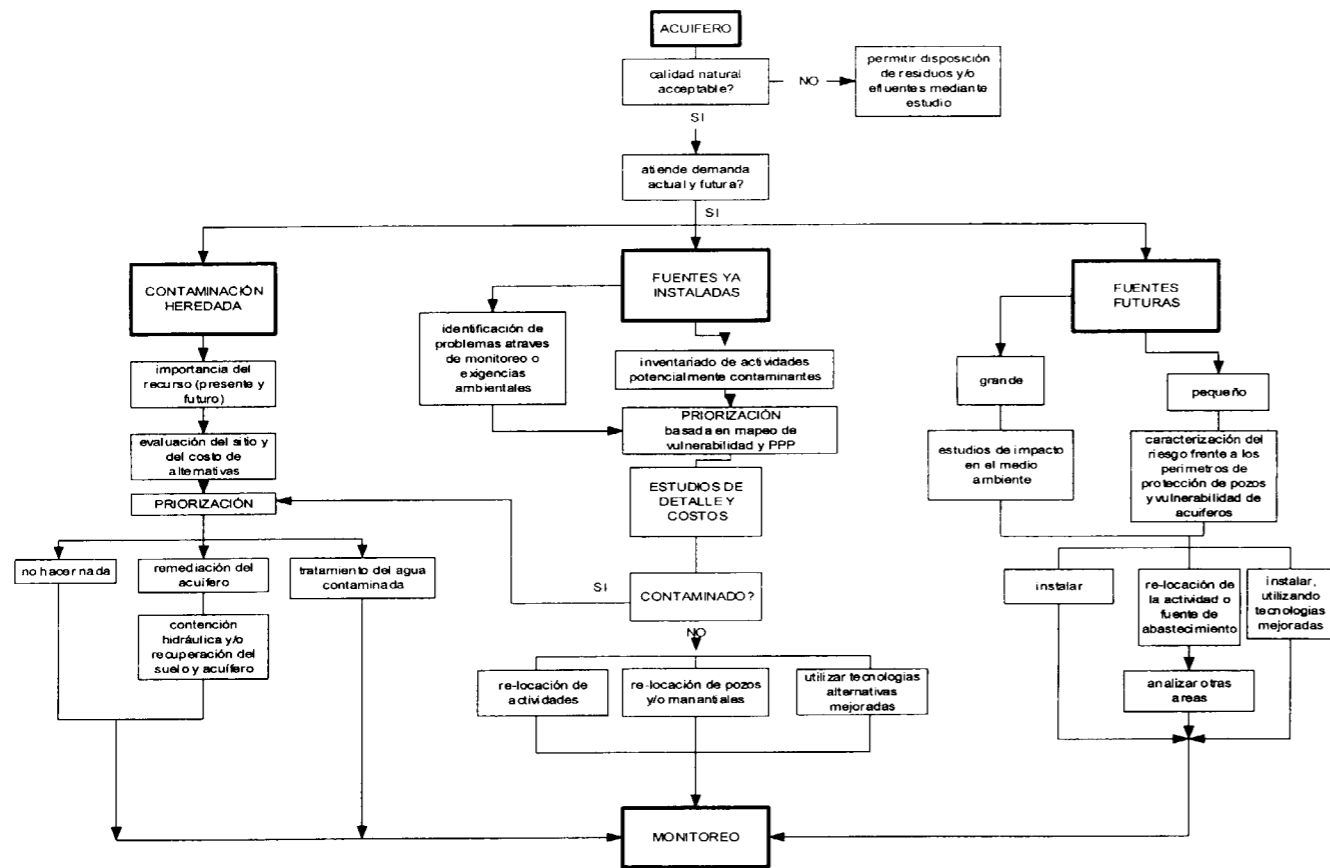 ACUIFERO
calidad natural
acceptable?
NO
permitir disposición
de residuos y/o
efluentes mediante
estudio
SI
atiende demanda
actual y futura?
SI
CONTAMINACIÓN
HEREDADA
importancia del
recurso (presente y
futuro)
evaluación del sitio y
del costo de
alternativas
PRIORIZACIÓN
no hacer nada
remediación del
acuífero
tratamiento del agua
contaminada
contención
hidráulica y/o
recuperación del
suelo y acuífero
FUENTES YA
INSTALADAS
identificación de
problemas atraves
de monitoreo o
exigencias
ambientales
inventariado de actividades
potencialmente contaminantes
PRIORIZACIÓN
basada en mapeo de
vulnerabilidad y PPP
ESTUDIOS DE
DETALLE Y
COSTOS
SI
CONTAMINADO?
NO
re-locación de
actividades
re-locación de pozos
y/o manantiales
utilizar tecnologias
alternativas
mejoradas
FUENTES
FUTURAS
grande
pequeño
estudios de impacto
en el medio
ambiente
caracterización del
riesgo frente a los
perimetros de
protección de pozos
y vulnerabilidad de
acuiferos
instalar
re-locación de
la actividad o
fuente de
abastecimiento
instalar,
utilizando
tecnologias
mejoradas
analizar otras
areas
MONITOREO